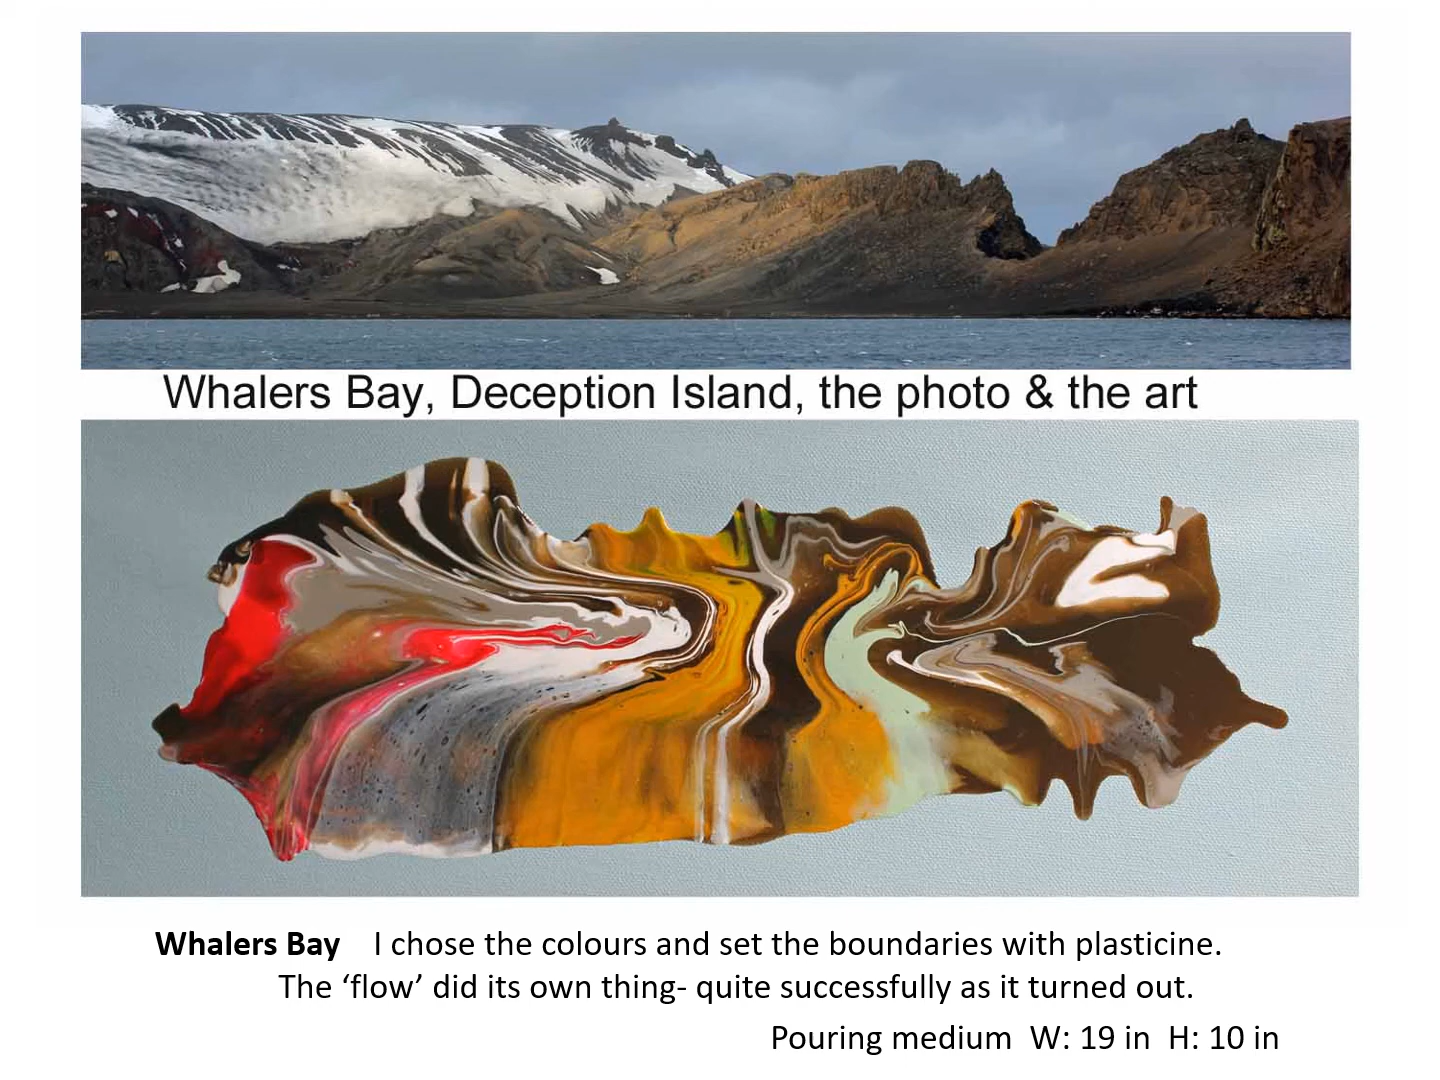 Whalers Bay, Deception Island, the photo & the art
Whalers Bay I chose the colours and set the boundaries with plasticine.
The ‘flow’ did its own thing- quite successfully as it turned out.
Pouring medium W: 19 in H: 10 in